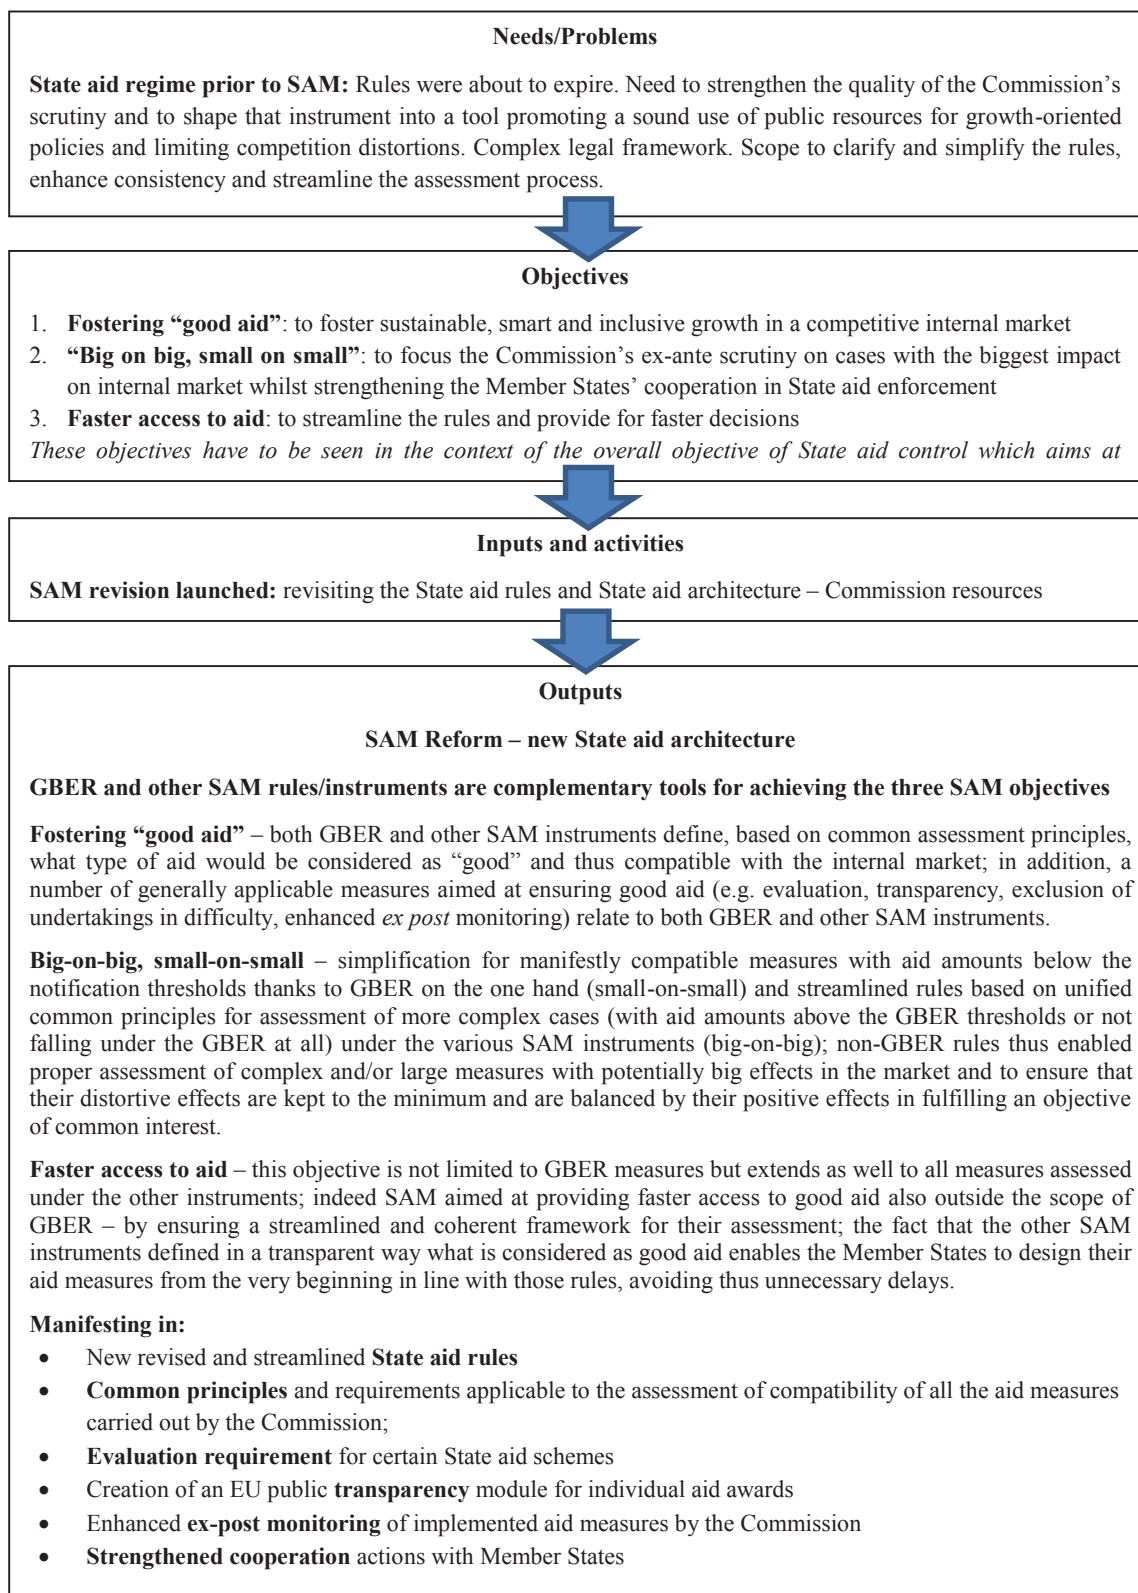 Needs/Problems
State aid regime prior to SAM: Rules were about to expire. Need to strengthen the quality of the Commission's
scrutiny and to shape that instrument into a tool promoting a sound use of public resources for growth-oriented
policies and limiting competition distortions. Complex legal framework. Scope to clarify and simplify the rules,
enhance consistency and streamline the assessment process.
Objectives
1. Fostering “good aid”: to foster sustainable, smart and inclusive growth in a competitive internal market
2. “Big on big, small on small”: to focus the Commission’s ex-ante scrutiny on cases with the biggest impact
on internal market whilst strengthening the Member States’ cooperation in State aid enforcement
3. Faster access to aid: to streamline the rules and provide for faster decisions
These objectives have to be seen in the context of the overall objective of State aid control which aims at
Inputs and activities
SAM revision launched: revisiting the State aid rules and State aid architecture – Commission resources
Outputs
SAM Reform – new State aid architecture
GBER and other SAM rules/instruments are complementary tools for achieving the three SAM objectives
Fostering “good aid” – both GBER and other SAM instruments define, based on common assessment principles,
what type of aid would be considered as “good” and thus compatible with the internal market; in addition, a
number of generally applicable measures aimed at ensuring good aid (e.g. evaluation, transparency, exclusion of
undertakings in difficulty, enhanced ex post monitoring) relate to both GBER and other SAM instruments.
Big-on-big, small-on-small – simplification for manifestly compatible measures with aid amounts below the
notification thresholds thanks to GBER on the one hand (small-on-small) and streamlined rules based on unified
common principles for assessment of more complex cases (with aid amounts above the GBER thresholds or not
falling under the GBER at all) under the various SAM instruments (big-on-big); non-GBER rules thus enabled
proper assessment of complex and/or large measures with potentially big effects in the market and to ensure that
their distortive effects are kept to the minimum and are balanced by their positive effects in fulfilling an objective
of common interest.
Faster access to aid – this objective is not limited to GBER measures but extends as well to all measures assessed
under the other instruments; indeed SAM aimed at providing faster access to good aid also outside the scope of
GBER – by ensuring a streamlined and coherent framework for their assessment; the fact that the other SAM
instruments defined in a transparent way what is considered as good aid enables the Member States to design their
aid measures from the very beginning in line with those rules, avoiding thus unnecessary delays.
Manifesting in:
• New revised and streamlined State aid rules
• Common principles and requirements applicable to the assessment of compatibility of all the aid measures
carried out by the Commission;
• Evaluation requirement for certain State aid schemes
• Creation of an EU public transparency module for individual aid awards
• Enhanced ex-post monitoring of implemented aid measures by the Commission
• Strengthened cooperation actions with Member States